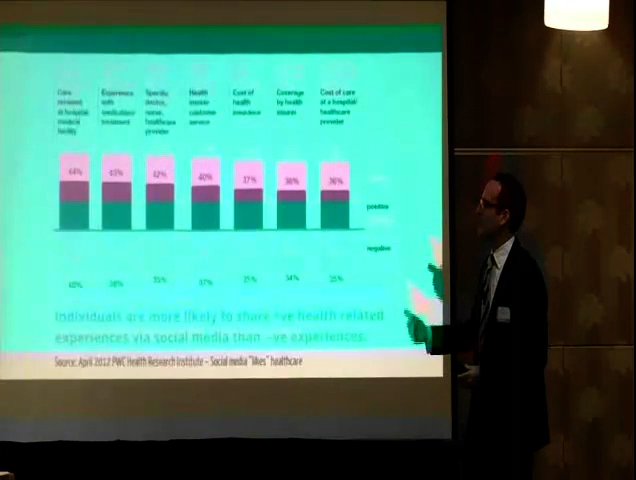 Care Experience Specific Health Cost of Coverage Cost of care
received with doctor, insurer health by health at a hospital/
at hospital/ medication/ nurse, customer insurance insurer healthcare
medical treatment healthcare service provider
facility provider
44% 43% 42% 40% 37% 36% 36%
positive
negative
40% 38% 35% 37% 35% 34% 35%
Individuals are more likely to share +ve health related
experiences via social media than -ve experiences.
Source: April 2012 PWC Health Research Institute – Social media "likes" healthcare